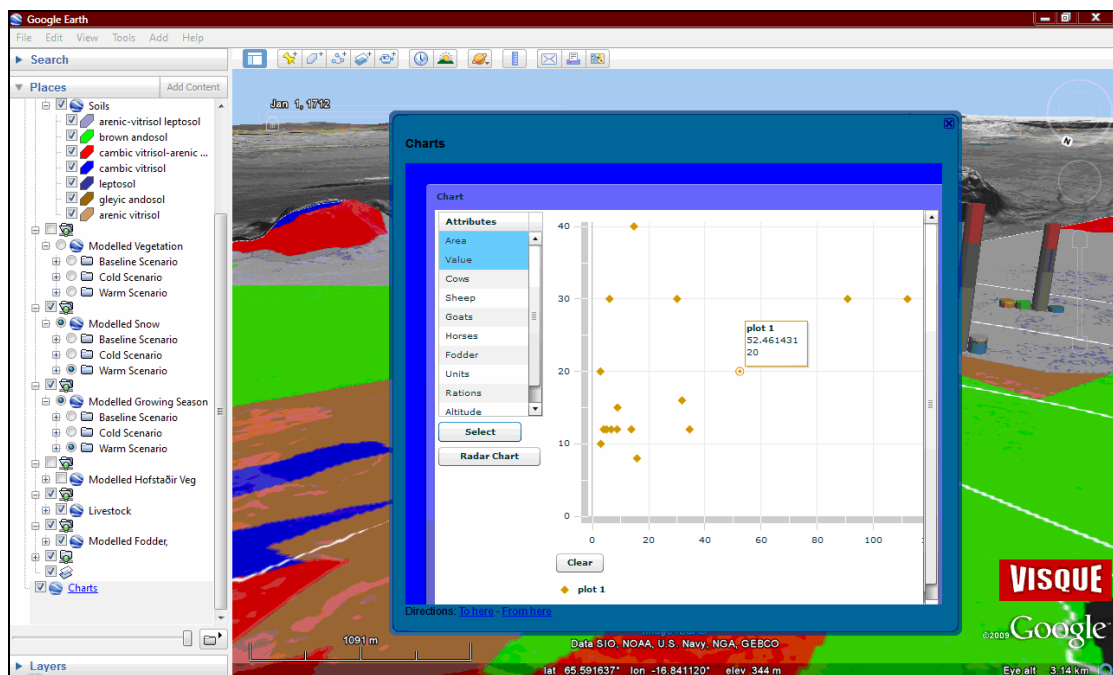 Google Earth
File Edit View Tools Add Help
Search
Places
Add Content
Soils
arenic-vitrisol leptosol
brown andosol
cambic vitrisol-arenic ...
cambic vitrisol
leptosol
gleyic andosol
arenic vitrisol
Modelled Vegetation
Baseline Scenario
Cold Scenario
Warm Scenario
Modelled Snow
Baseline Scenario
Cold Scenario
Warm Scenario
Modelled Growing Season
Baseline Scenario
Cold Scenario
Warm Scenario
Modelled Hofstaðir Veg
Livestock
Modelled Fodder,
Charts
Layers
Jan 1, 1712
N
Charts
Chart
Attributes
Area
Value
Cows
Sheep
Goats
Horses
Fodder
Units
Rations
Altitude
Select
Radar Chart
40
30
20
10
0
0 20 40 60 80 100
plot 1
52.461431
20
Clear
plot 1
Directions: To here - From here
1091 m
Data SIO, NOAA, U.S. Navy, NGA, GEBCO
lat 65.591637° lon -16.841120° elev 344 m
Eye alt 3.14 km
VISQUE
©2009 Google